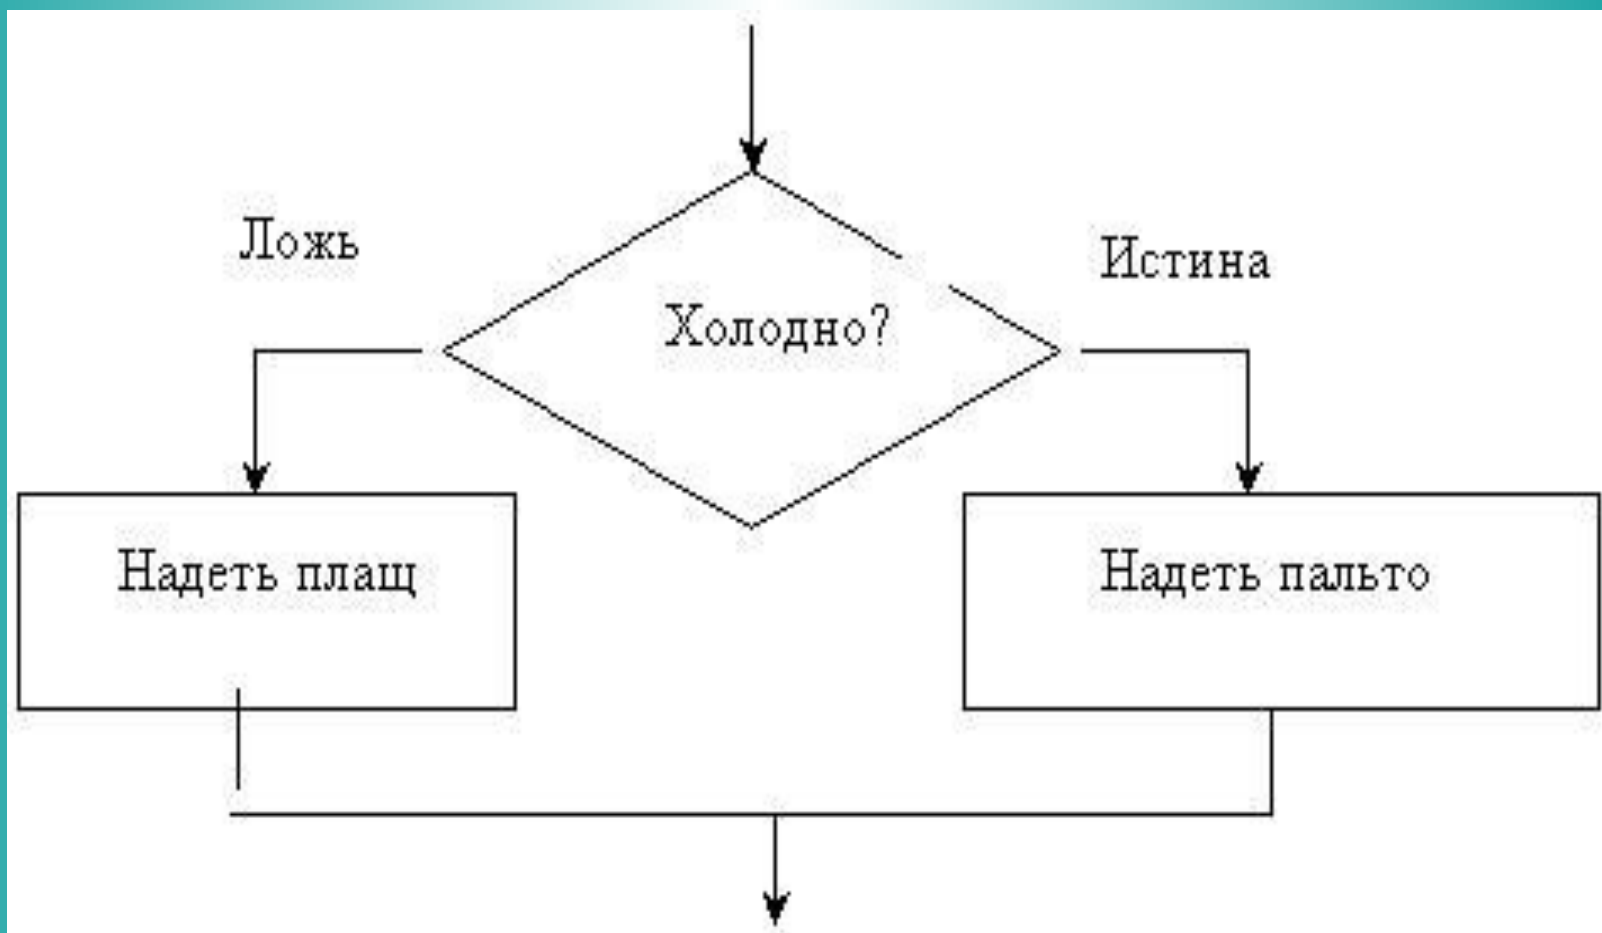 Ложь
Истина
Холодно?
Надеть плащ
Надеть пальто